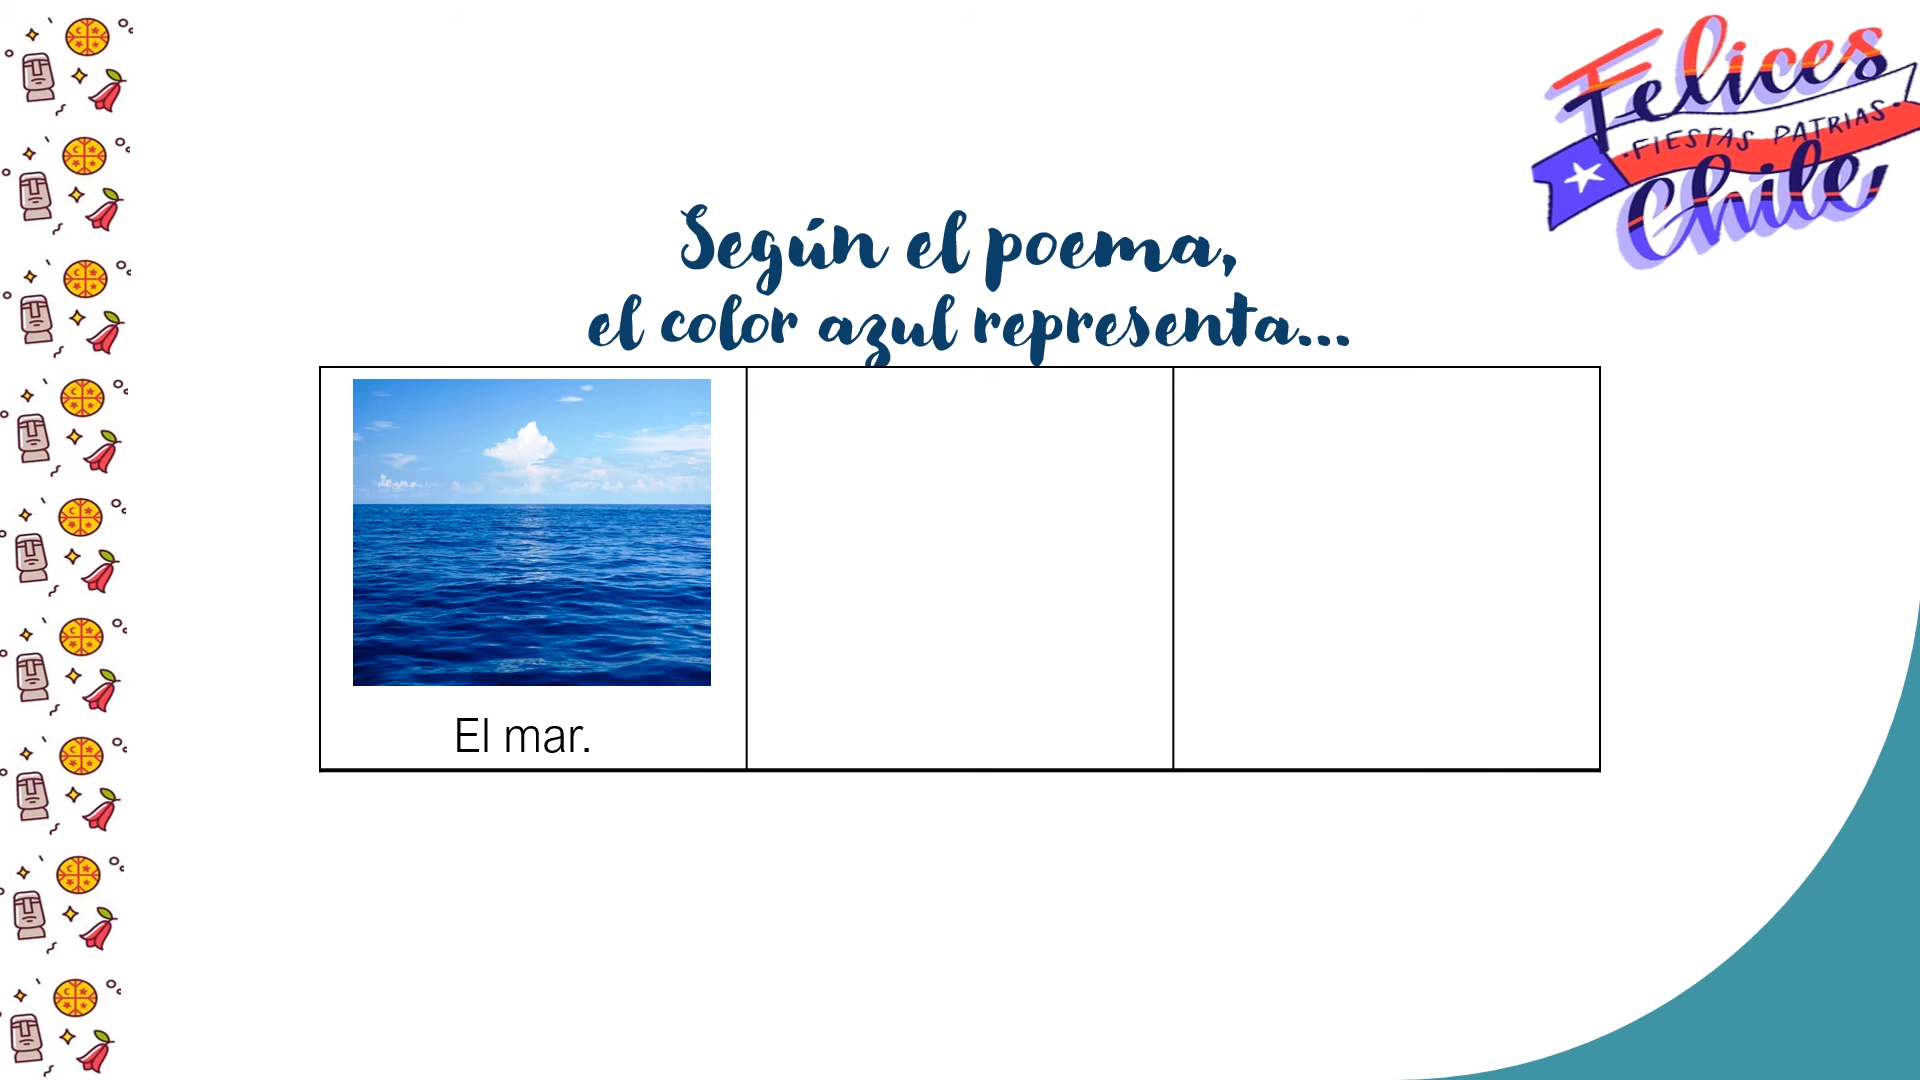 Felices
FIESTAS PATRIAS
Chile
Según el poema,
el color azul representa...
El mar.